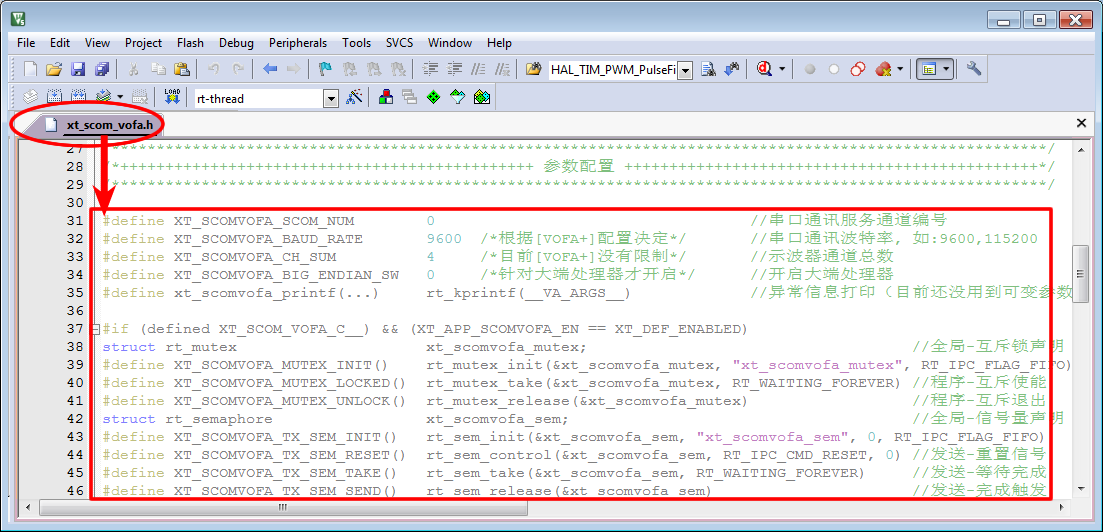 File Edit View Project Flash Debug Peripherals Tools SVCS Window Help
HAL_TIM_PWM_PulseFi
LOAD rt-thread
xt_scom_vofa.h
27 /***************************************************************************************************/
28 /*++++++++++++++++++++++++++++++++++++++++++++++ 参数配置 ++++++++++++++++++++++++++++++++++++++++++++++*/
29 /***************************************************************************************************/
30
31 #define XT_SCOMVOFA_SCOM_NUM 0 //串口通讯服务通道编号
32 #define XT_SCOMVOFA_BAUD_RATE 9600 /*根据[VOFA+]配置决定*/ //串口通讯波特率, 如:9600,115200
33 #define XT_SCOMVOFA_CH_SUM 4 /*目前[VOFA+]没有限制*/ //示波器通道总数
34 #define XT_SCOMVOFA_BIG_ENDIAN_SW 0 /*针对大端处理器才开启*/ //开启大端处理器
35 #define xt_scomvofa_printf(...) rt_kprintf(__VA_ARGS__) //异常信息打印（目前还没用到可变参数
36
37 #if (defined XT_SCOM_VOFA_C__) && (XT_APP_SCOMVOFA_EN == XT_DEF_ENABLED)
38 struct rt_mutex xt_scomvofa_mutex; //全局-互斥锁声明
39 #define XT_SCOMVOFA_MUTEX_INIT() rt_mutex_init(&xt_scomvofa_mutex, "xt_scomvofa_mutex", RT_IPC_FLAG_FIFO)
40 #define XT_SCOMVOFA_MUTEX_LOCKED() rt_mutex_take(&xt_scomvofa_mutex, RT_WAITING_FOREVER) //程序-互斥使能
41 #define XT_SCOMVOFA_MUTEX_UNLOCK() rt_mutex_release(&xt_scomvofa_mutex) //程序-互斥退出
42 struct rt_semaphore xt_scomvofa_sem; //全局-信号量声明
43 #define XT_SCOMVOFA_TX_SEM_INIT() rt_sem_init(&xt_scomvofa_sem, "xt_scomvofa_sem", 0, RT_IPC_FLAG_FIFO)
44 #define XT_SCOMVOFA_TX_SEM_RESET() rt_sem_control(&xt_scomvofa_sem, RT_IPC_CMD_RESET, 0) //发送-重置信号
45 #define XT_SCOMVOFA_TX_SEM_TAKE() rt_sem_take(&xt_scomvofa_sem, RT_WAITING_FOREVER) //发送-等待完成
46 #define XT_SCOMVOFA_TX_SEM_SEND() rt_sem_release(&xt_scomvofa_sem) //发送-完成触发